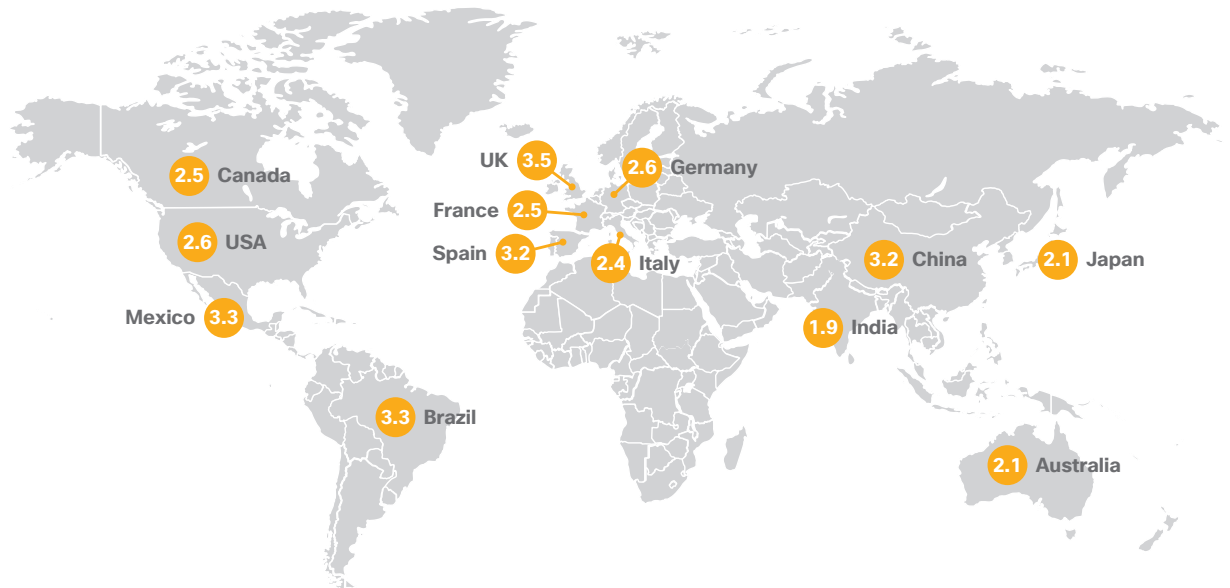 UK 3.5
2.6 Germany
2.5 Canada
France 2.5
2.6 USA
Spain 3.2
2.4 Italy
3.2 China
2.1 Japan
Mexico 3.3
1.9 India
3.3 Brazil
2.1 Australia